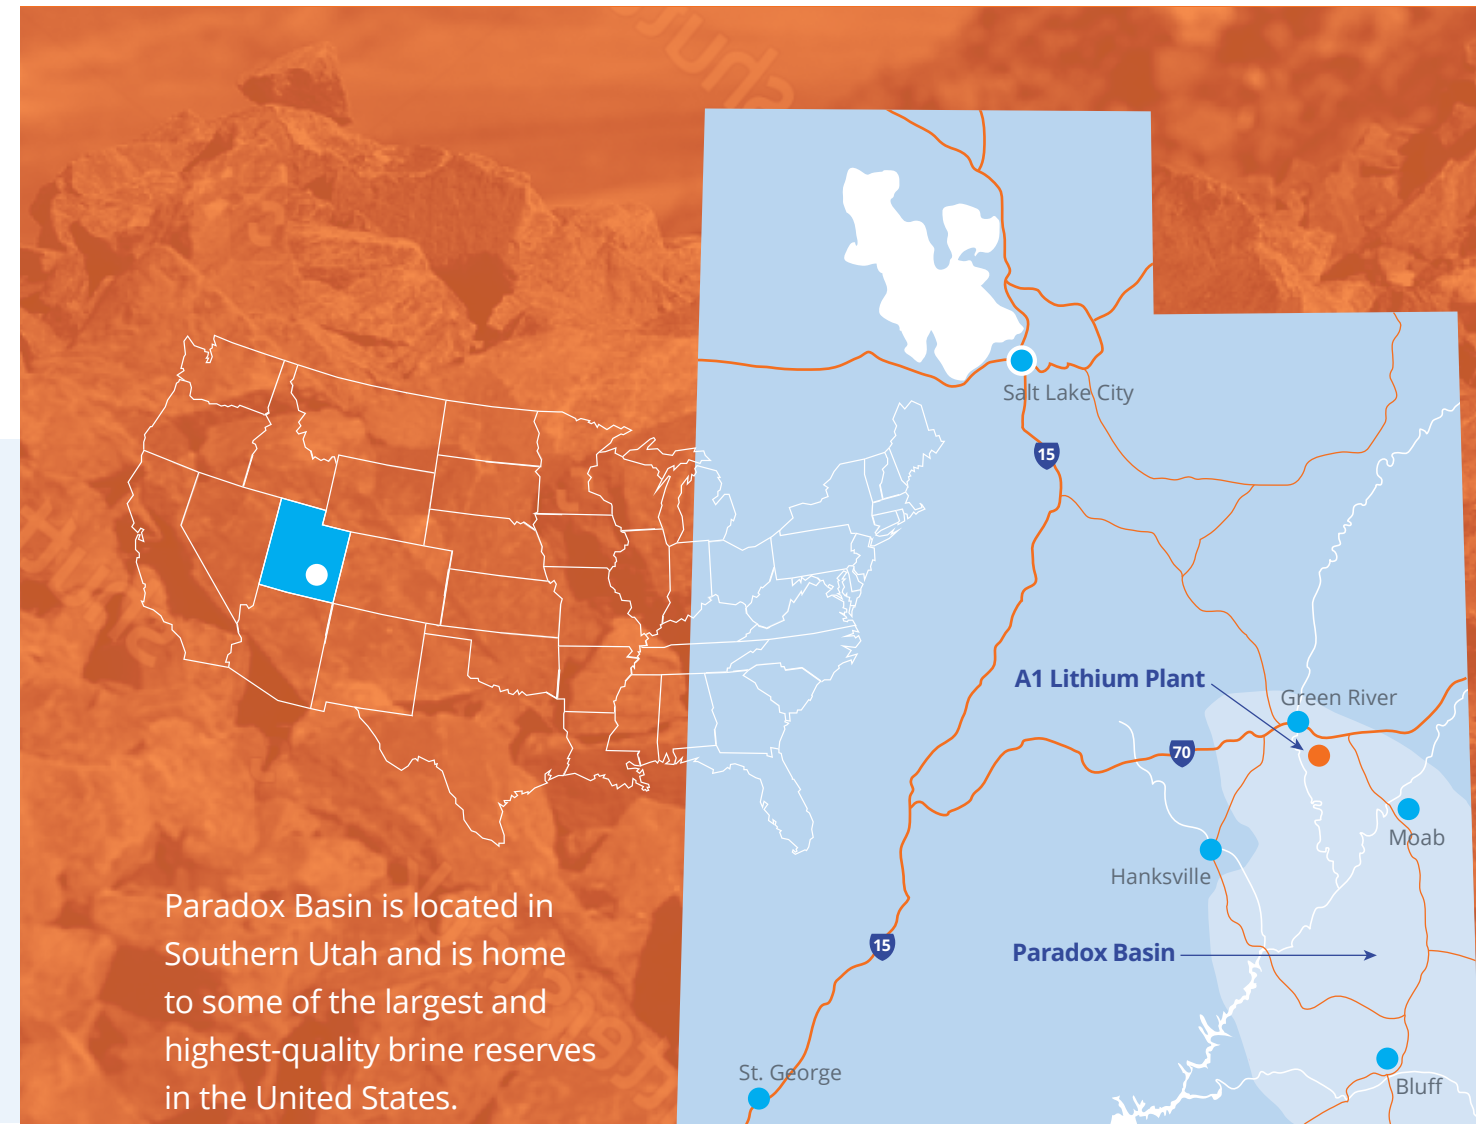 Salt Lake City
15
A1 Lithium Plant
Green River
70
Moab
Hanksville
Paradox Basin
15
St. George
Bluff
Paradox Basin is located in
Southern Utah and is home
to some of the largest and
highest-quality brine reserves
in the United States.